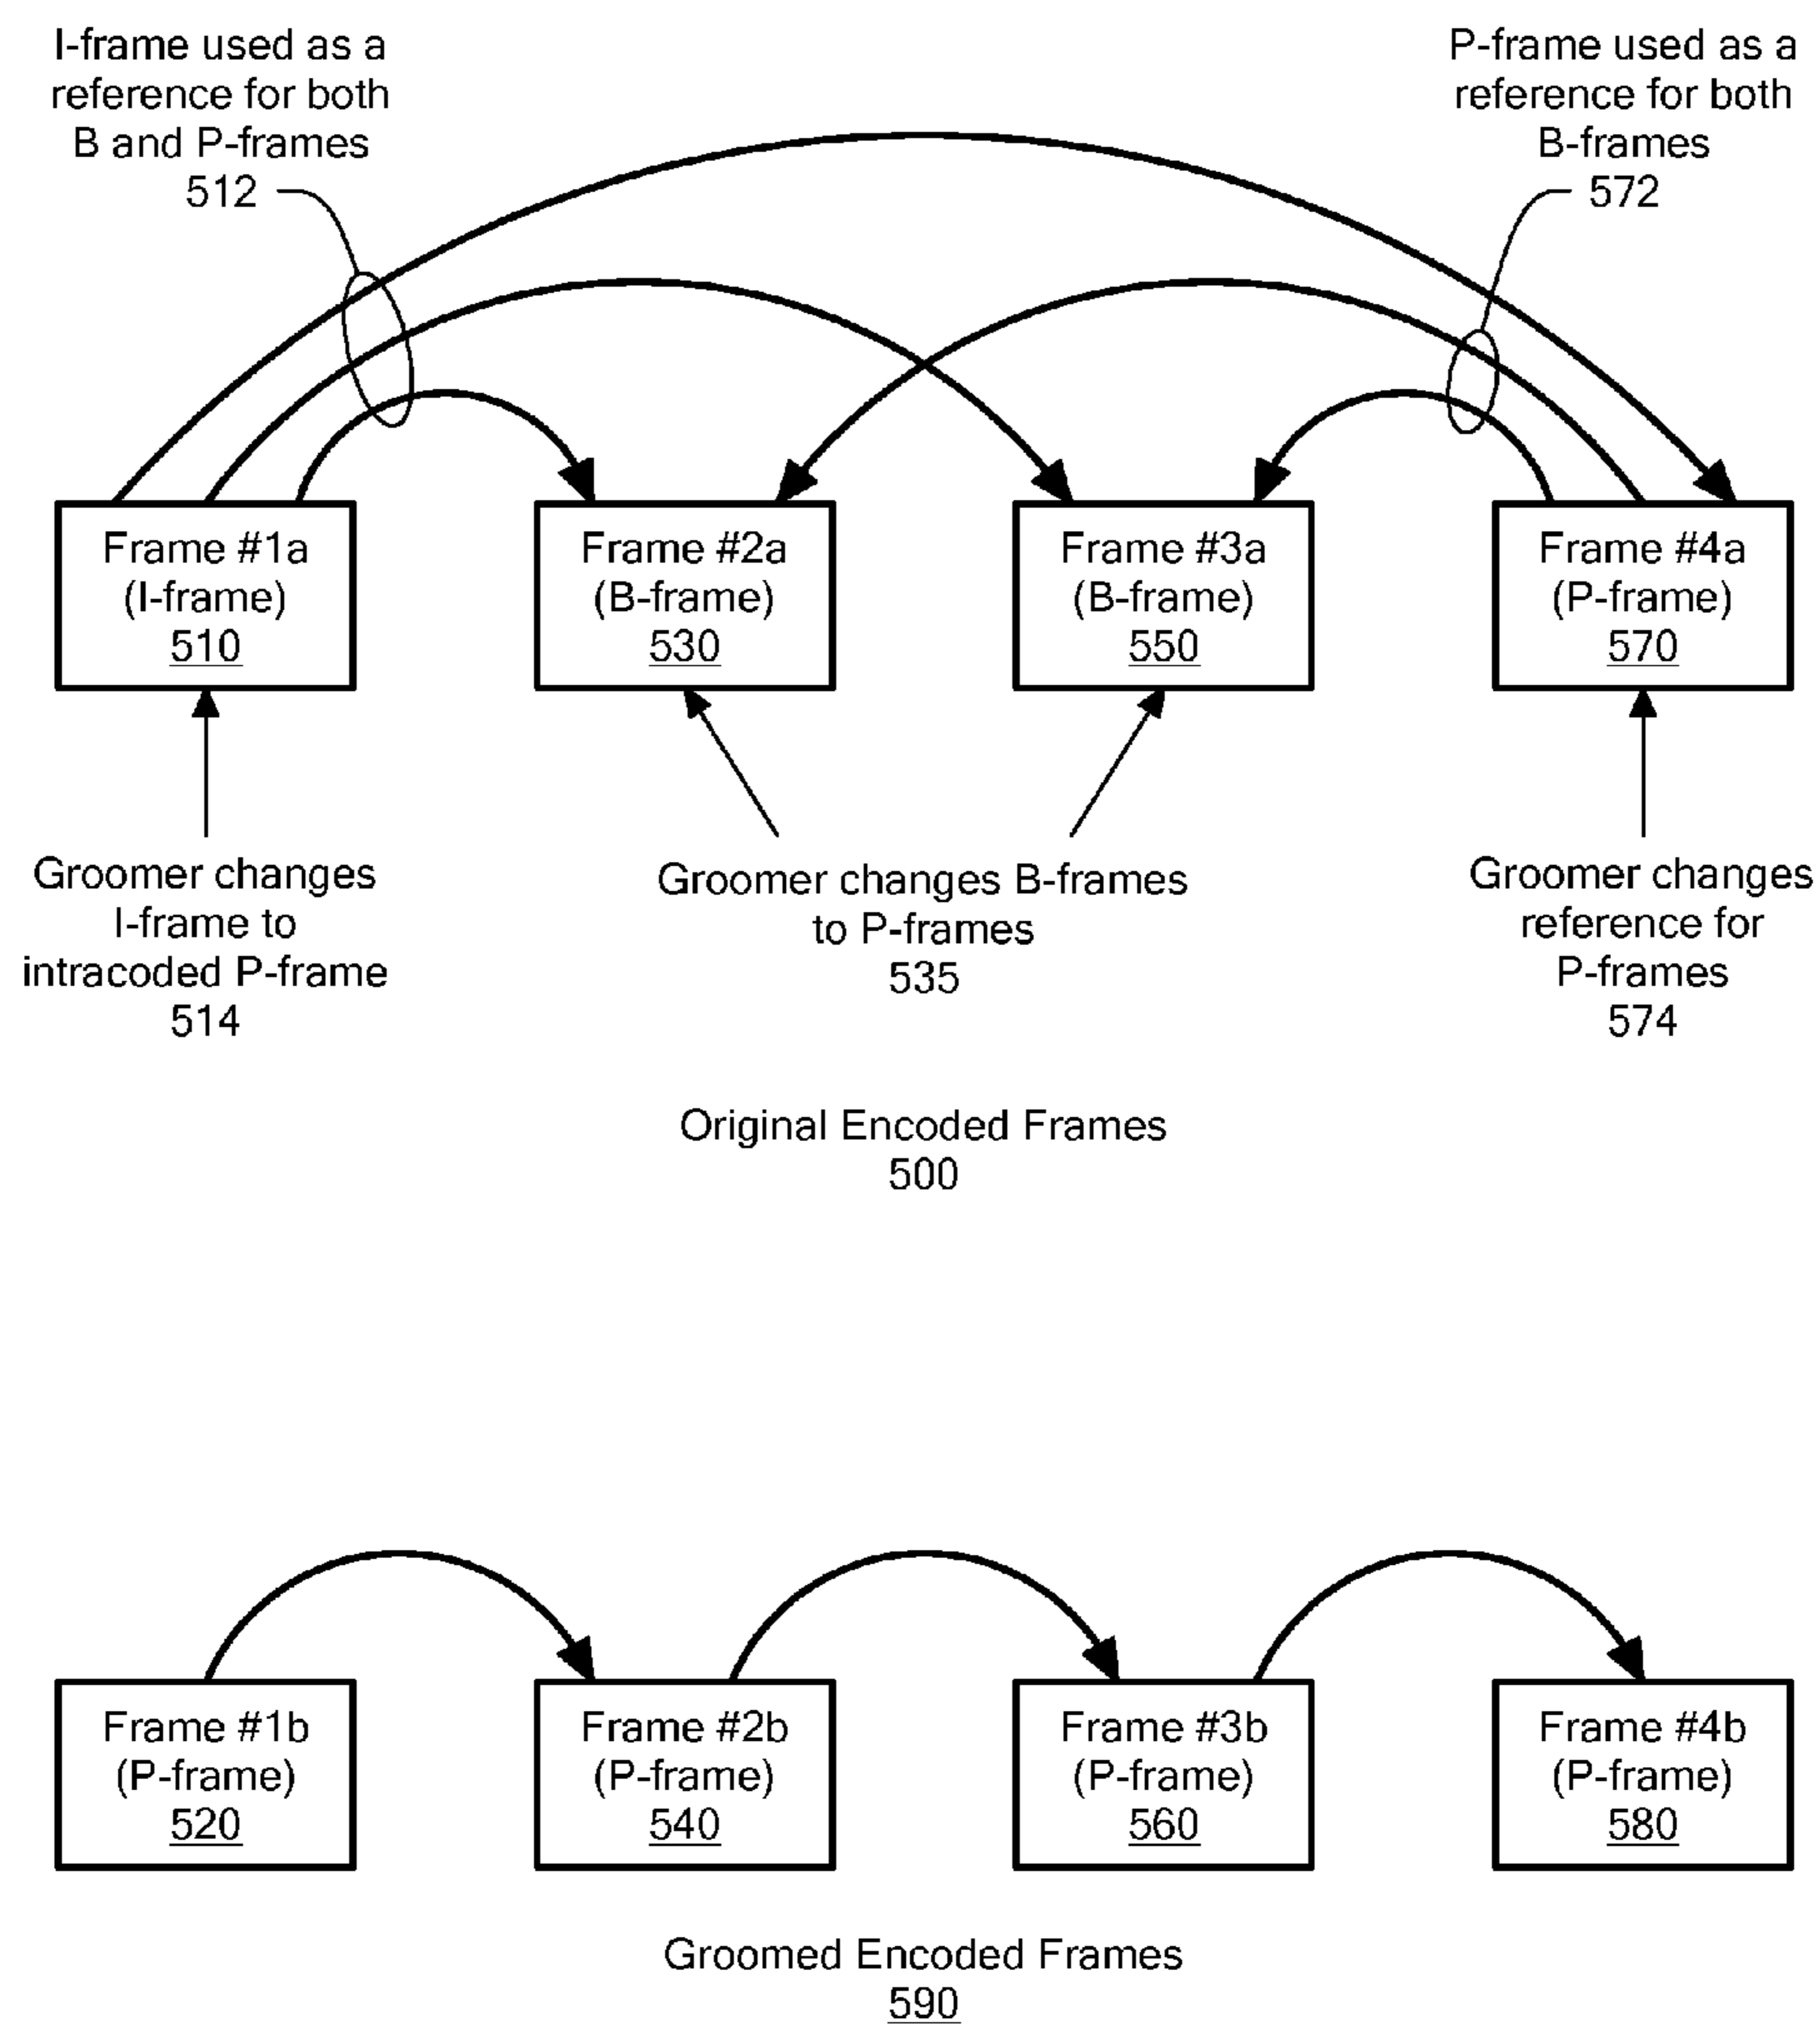 I-frame used as a
reference for both
B and P-frames
512
P-frame used as a
reference for both
B-frames
572
Frame #1a
(I-frame)
510
Frame #2a
(B-frame)
530
Frame #3a
(B-frame)
550
Frame #4a
(P-frame)
570
Groomer changes
I-frame to
intracoded P-frame
514
Groomer changes B-frames
to P-frames
535
Groomer changes
reference for
P-frames
574
Original Encoded Frames
500
Frame #1b
(P-frame)
520
Frame #2b
(P-frame)
540
Frame #3b
(P-frame)
560
Frame #4b
(P-frame)
580
Groomed Encoded Frames
590